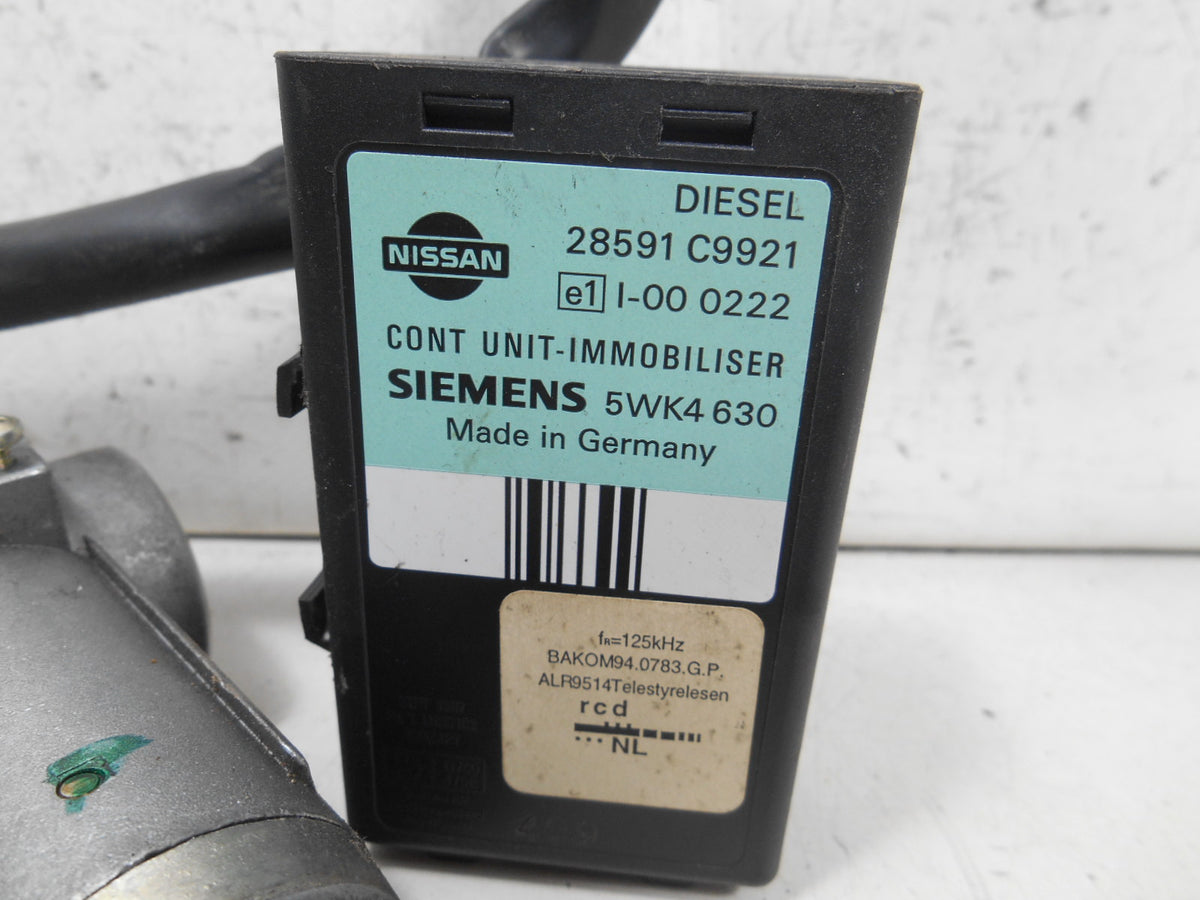 DIESEL
NISSAN
28591 C9921
e1 I-00 0222
CONT UNIT-IMMOBILISER
SIEMENS 5WK4 630
Made in Germany
fR=125kHz
BAKOM94.0783.G.P.
ALR9514Telestyrelesen
rcd
NL